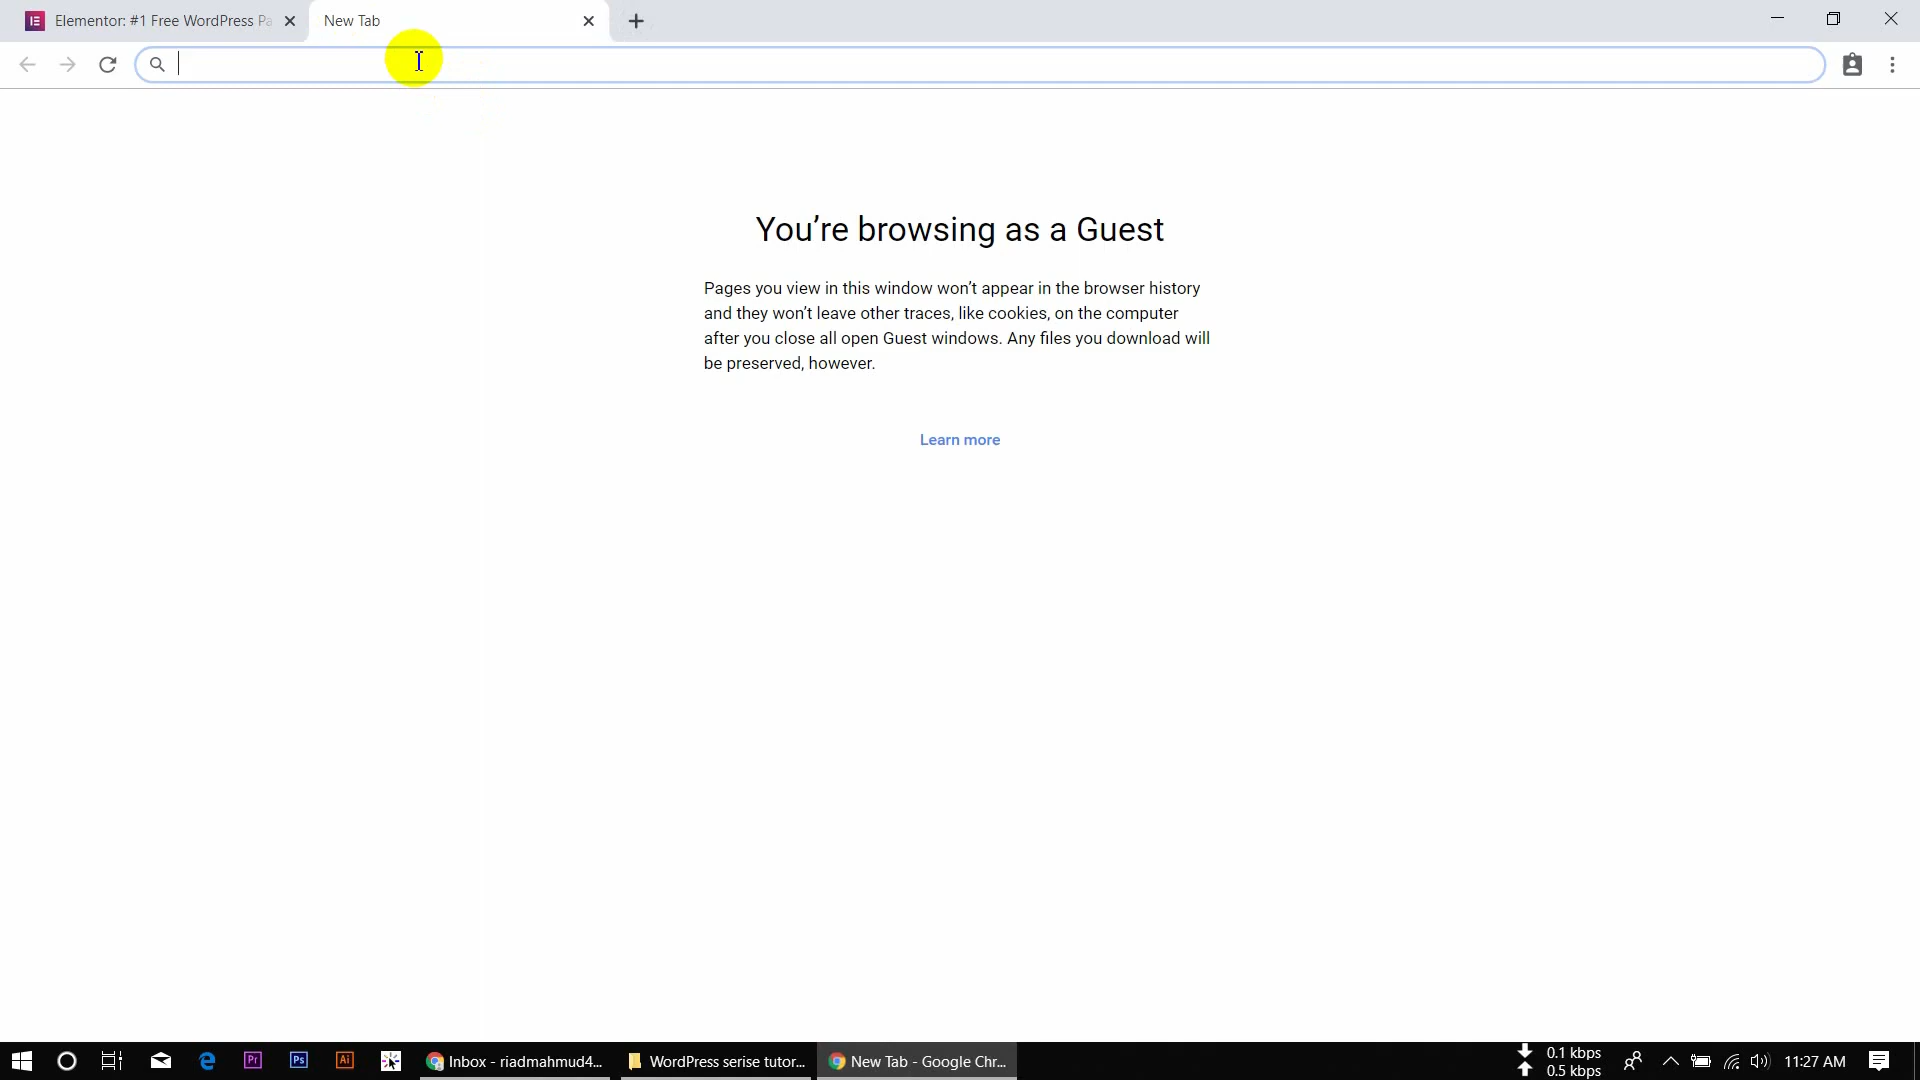 Elementor: #1 Free WordPress Pa
New Tab
You're browsing as a Guest
Pages you view in this window won't appear in the browser history
and they won't leave other traces, like cookies, on the computer
after you close all open Guest windows. Any files you download will
be preserved, however.
Learn more
Pr
Ps
Ai
Inbox - riadmahmud4...
WordPress serise tutor...
New Tab - Google Chr...
0.1 kbps
0.5 kbps
11:27 AM